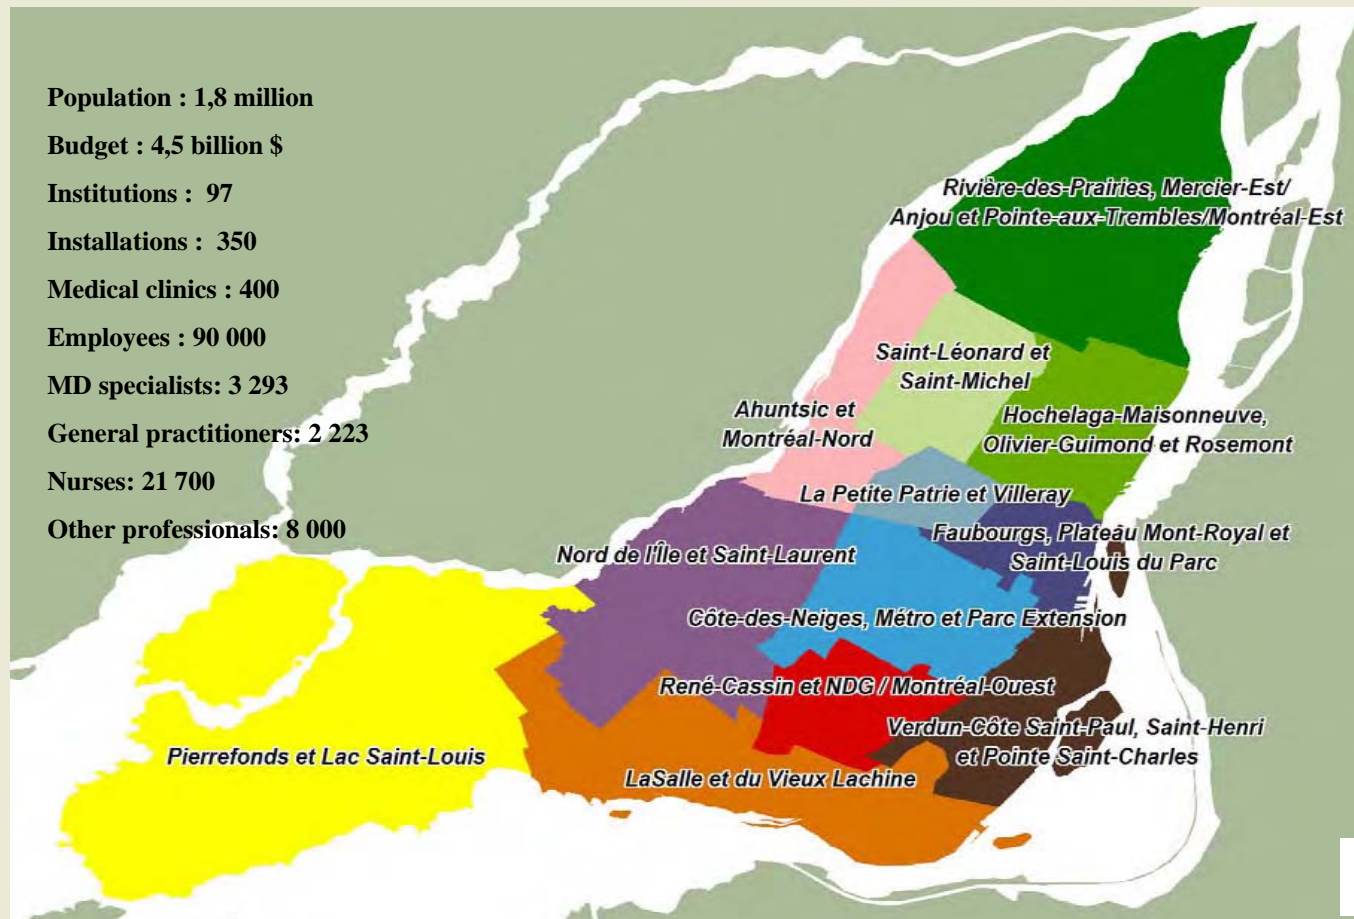 Population : 1,8 million
Budget : 4,5 billion $
Institutions :  97
Installations :  350
Medical clinics : 400
Employees : 90 000
MD specialists: 3 293
General practitioners: 2 223
Nurses: 21 700
Other professionals: 8 000
Rivière-des-Prairies, Mercier-Est/
Anjou et Pointe-aux-Trembles/Montréal-Est
Saint-Léonard et
Saint-Michel
Ahuntsic et
Montréal-Nord
Hochelaga-Maisonneuve,
Olivier-Guimond et Rosemont
La Petite Patrie et Villeray
Faubourgs, Plateau Mont-Royal et
Saint-Louis du Parc
Nord de l'Île et Saint-Laurent
Côte-des-Neiges, Métro et Parc Extension
René-Cassin et NDG / Montréal-Ouest
Verdun-Côte Saint-Paul, Saint-Henri
et Pointe Saint-Charles
Pierrefonds et Lac Saint-Louis
LaSalle et du Vieux Lachine